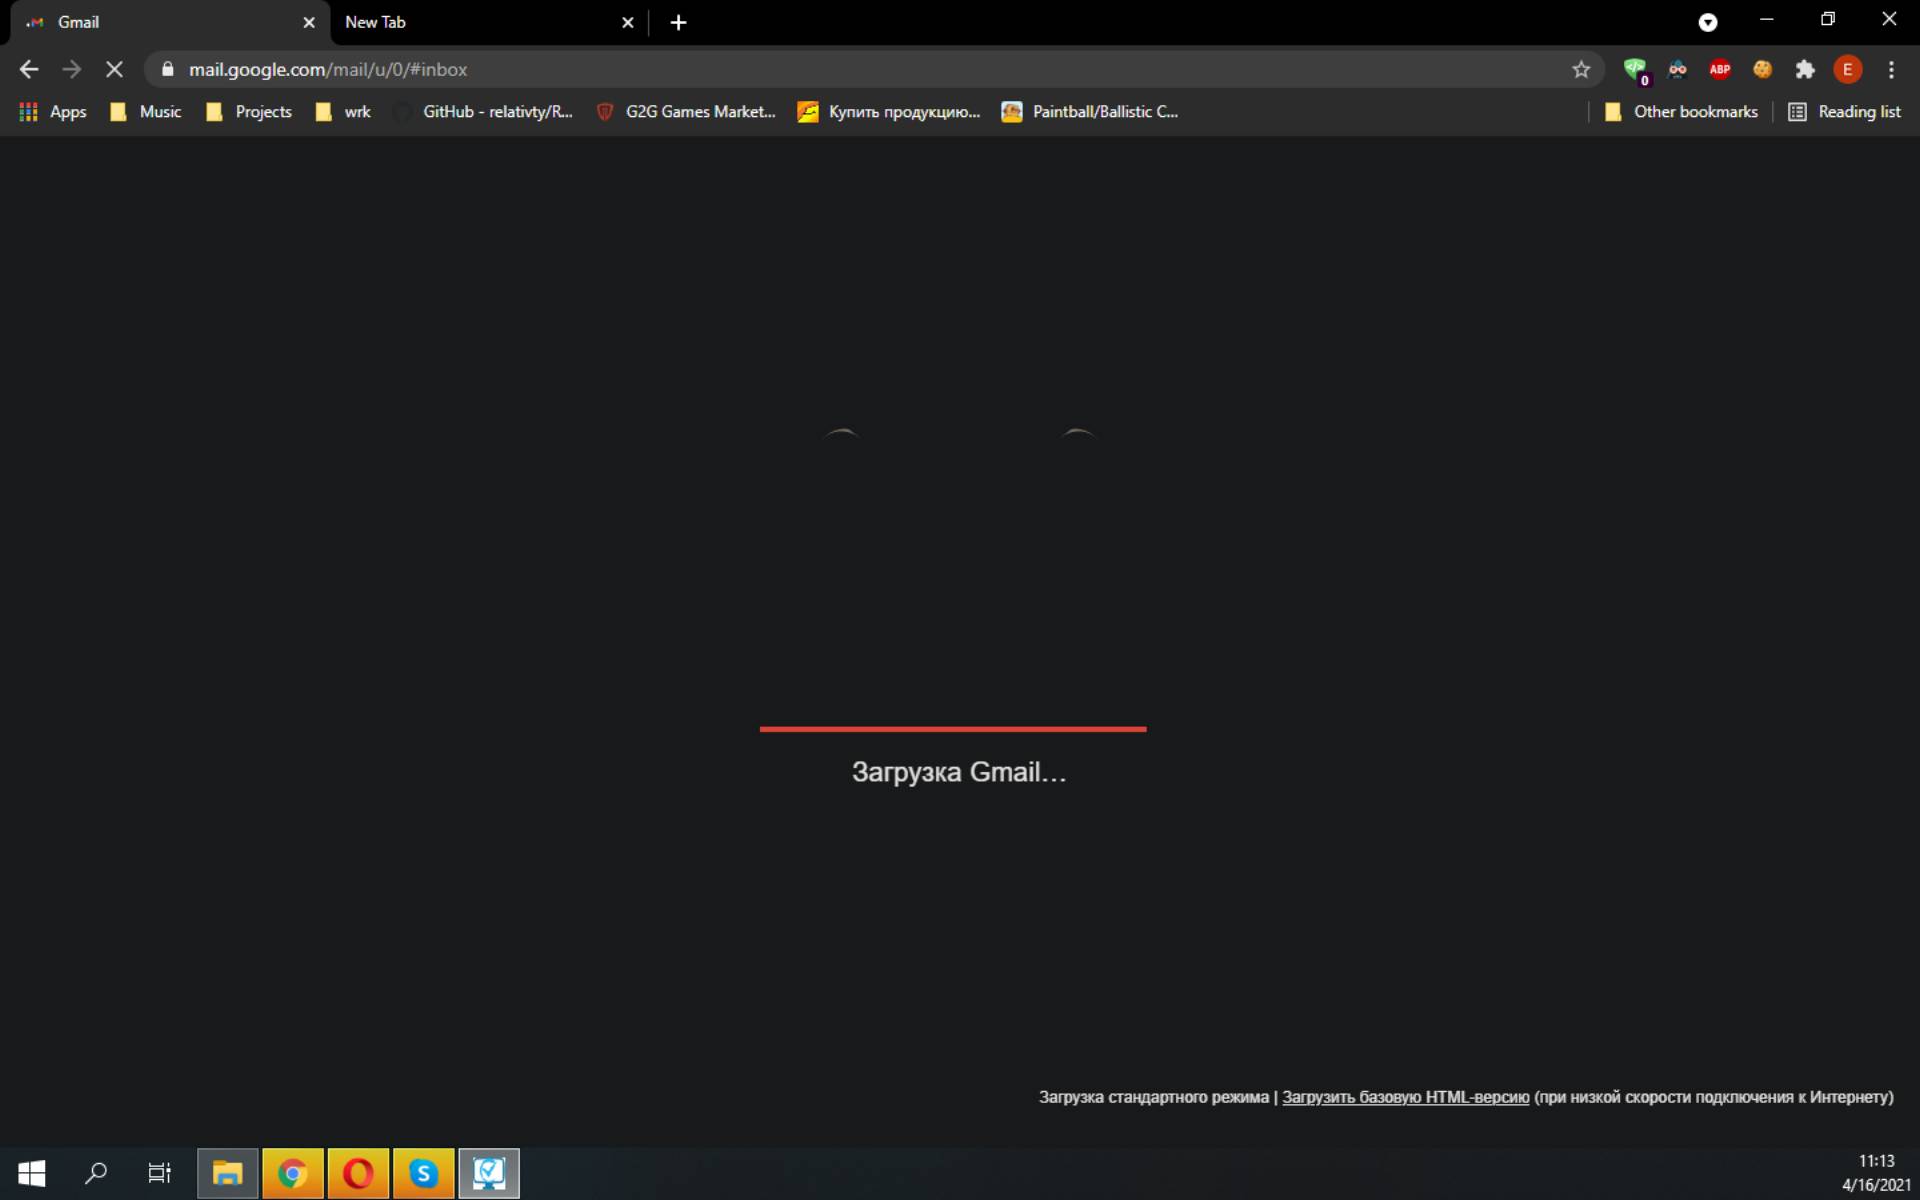 Gmail
New Tab
mail.google.com/mail/u/0/#inbox
0
ABP
E
Apps
Music
Projects
wrk
GitHub - relativty/R...
G2G Games Market...
Купить продукцию...
Paintball/Ballistic C...
Other bookmarks
Reading list
Загрузка Gmail…
Загрузка стандартного режима | Загрузить базовую HTML-версию (при низкой скорости подключения к Интернету)
S
11:13
4/16/2021